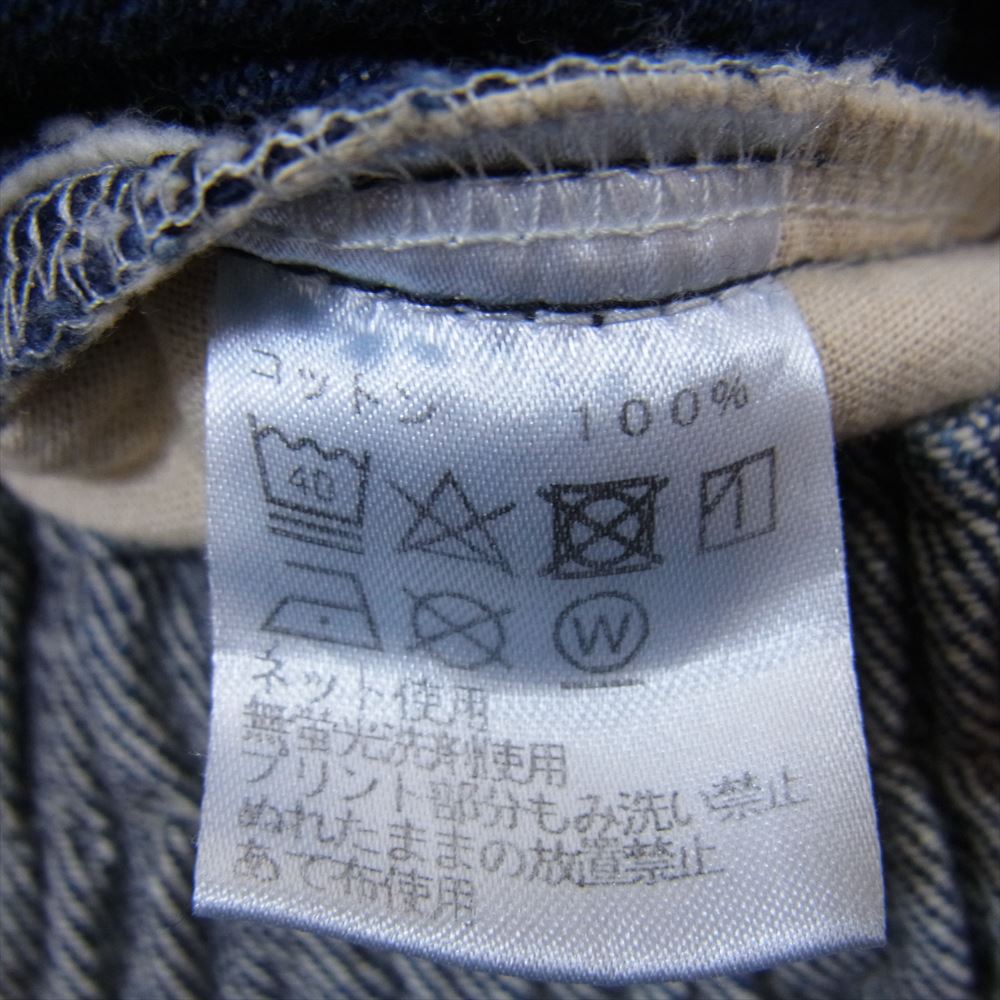 コットン 100%
40
W
ネット使用
無蛍光洗剤使用
プリント部分もみ洗い禁止
ぬれたままの放置禁止
あて布使用